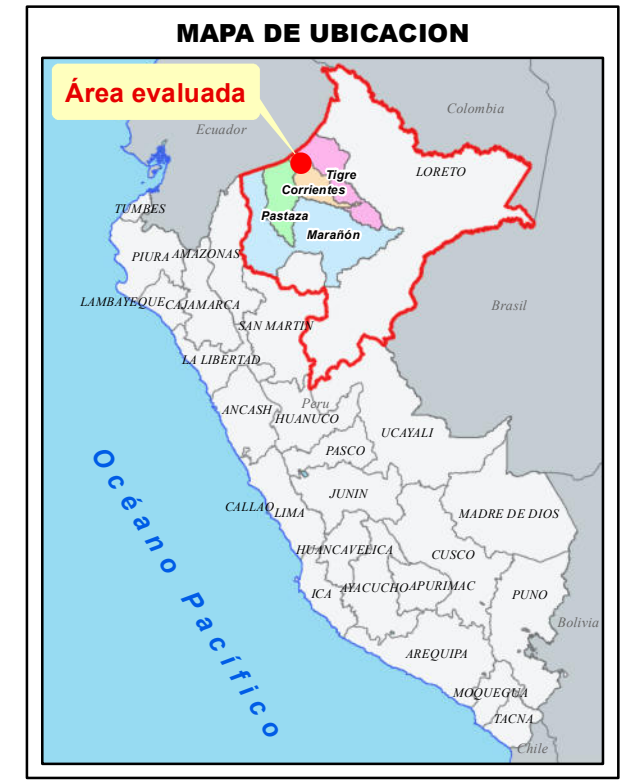 MAPA DE UBICACION
Área evaluada
Colombia
Ecuador
Tigre
LORETO
Corrientes
TUMBES
Pastaza
Marañón
PIURA
AMAZONAS
LAMBAYEQUE
CAJAMARCA
Brasil
SAN MARTIN
LA LIBERTAD
Peru
ANCASH
HUANUCO
UCAYALI
PASCO
Océano Pacífico
JUNIN
CALLAO
LIMA
MADRE DE DIOS
HUANCAVELICA
CUSCO
ICA
AYACUCHO
APURIMAC
PUNO
Bolivia
AREQUIPA
MOQUEGUA
TACNA
Chile